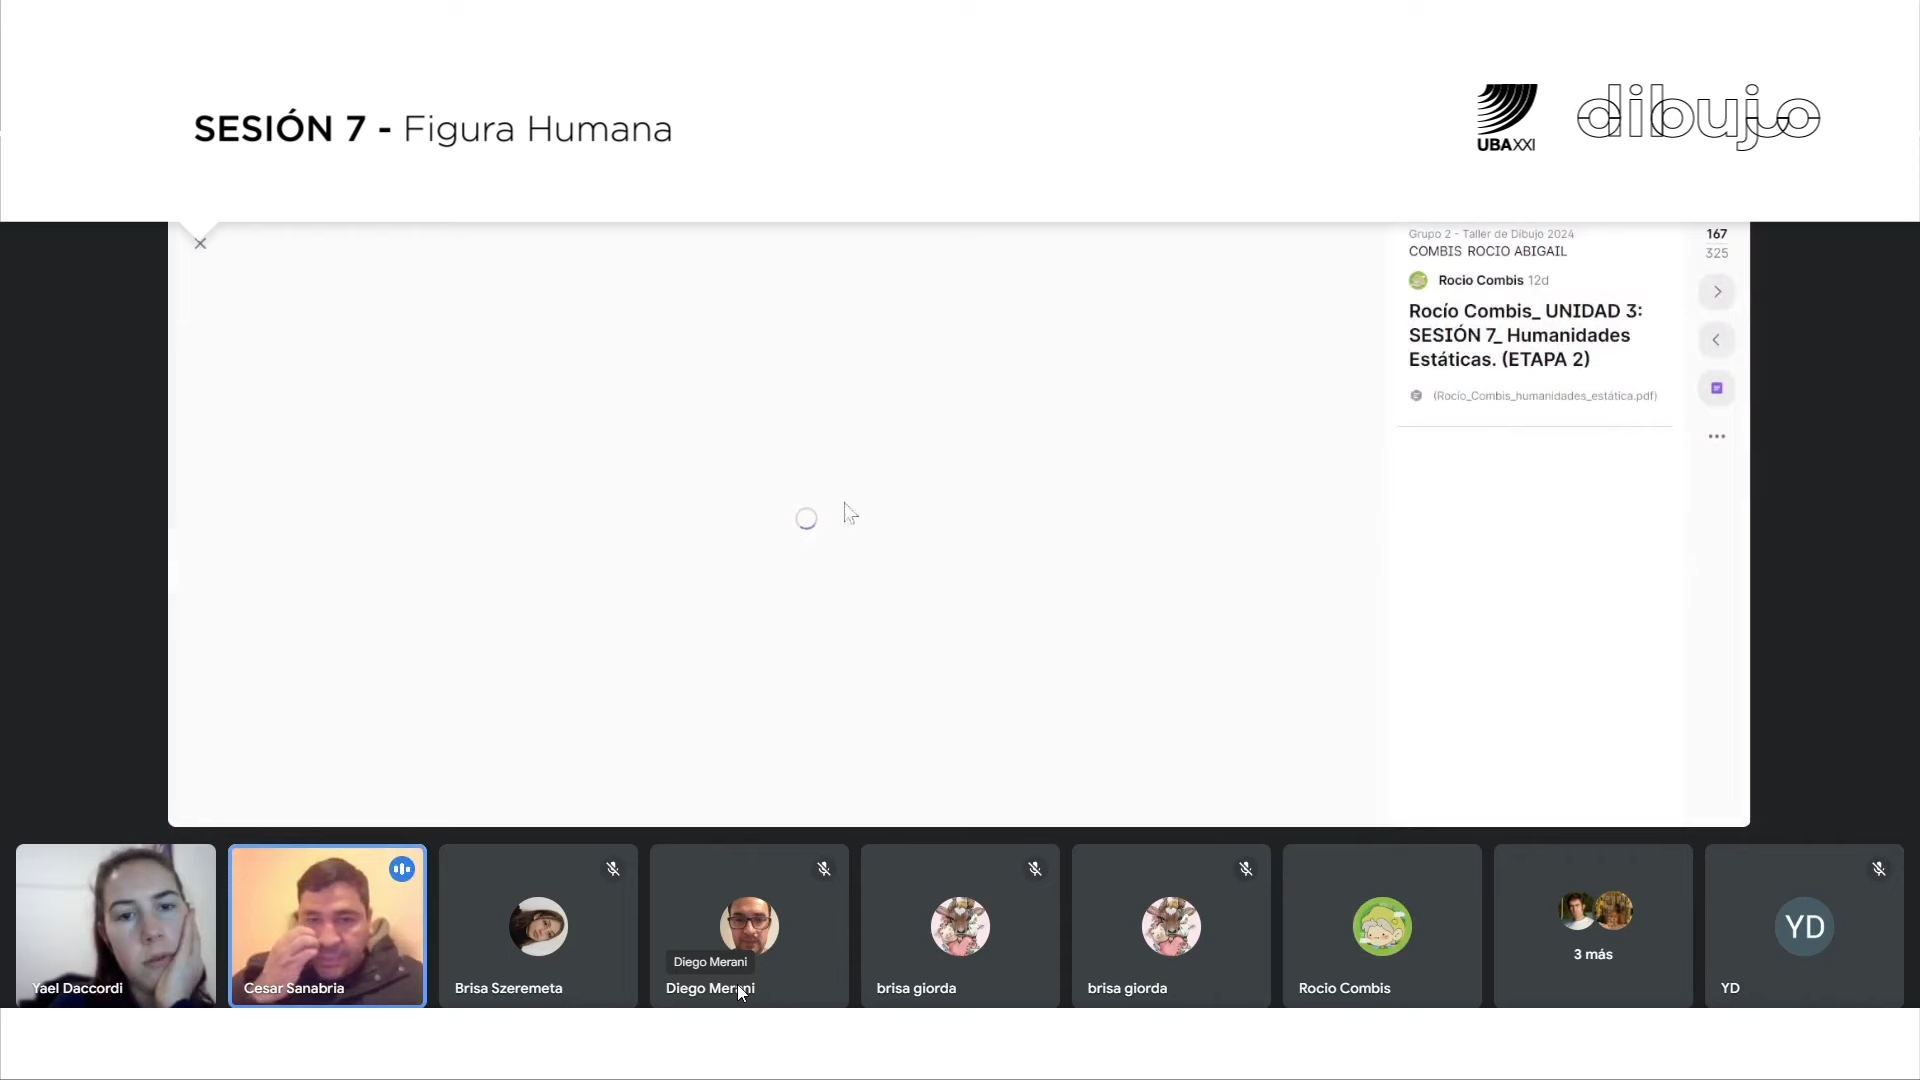 SESIÓN 7 - Figura Humana
UBAXXI
dibujo
Grupo 2 - Taller de Dibujo 2024
COMBIS ROCIO ABIGAIL
167
325
Rocio Combis 12d
Rocío Combis_ UNIDAD 3:
SESIÓN 7_ Humanidades
Estáticas. (ETAPA 2)
(Rocío_Combis_humanidades_estática.pdf)
Yael Daccordi
Cesar Sanabria
Brisa Szeremeta
Diego Merani
Diego Merani
brisa giorda
brisa giorda
Rocio Combis
3 más
YD
YD